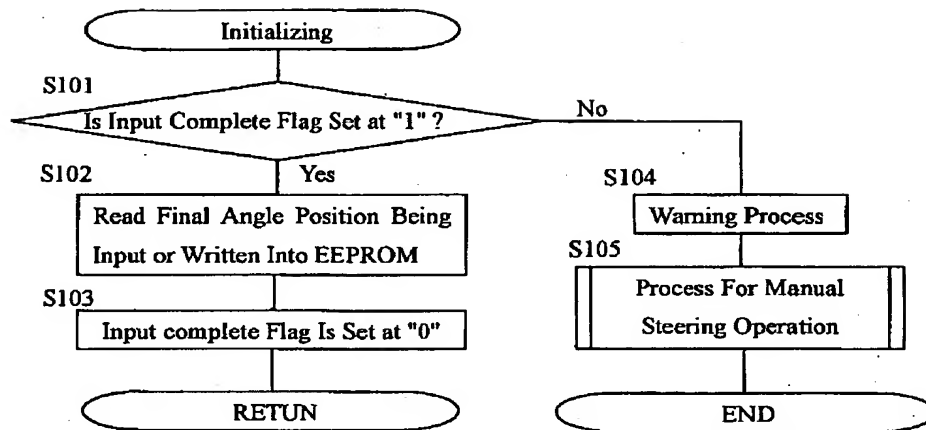 Initializing
S101
Is Input Complete Flag Set at "1" ?
No
Yes
S102
Read Final Angle Position Being
Input or Written Into EEPROM
S103
Input complete Flag Is Set at "0"
RETUN
S104
Warning Process
S105
Process For Manual
Steering Operation
END